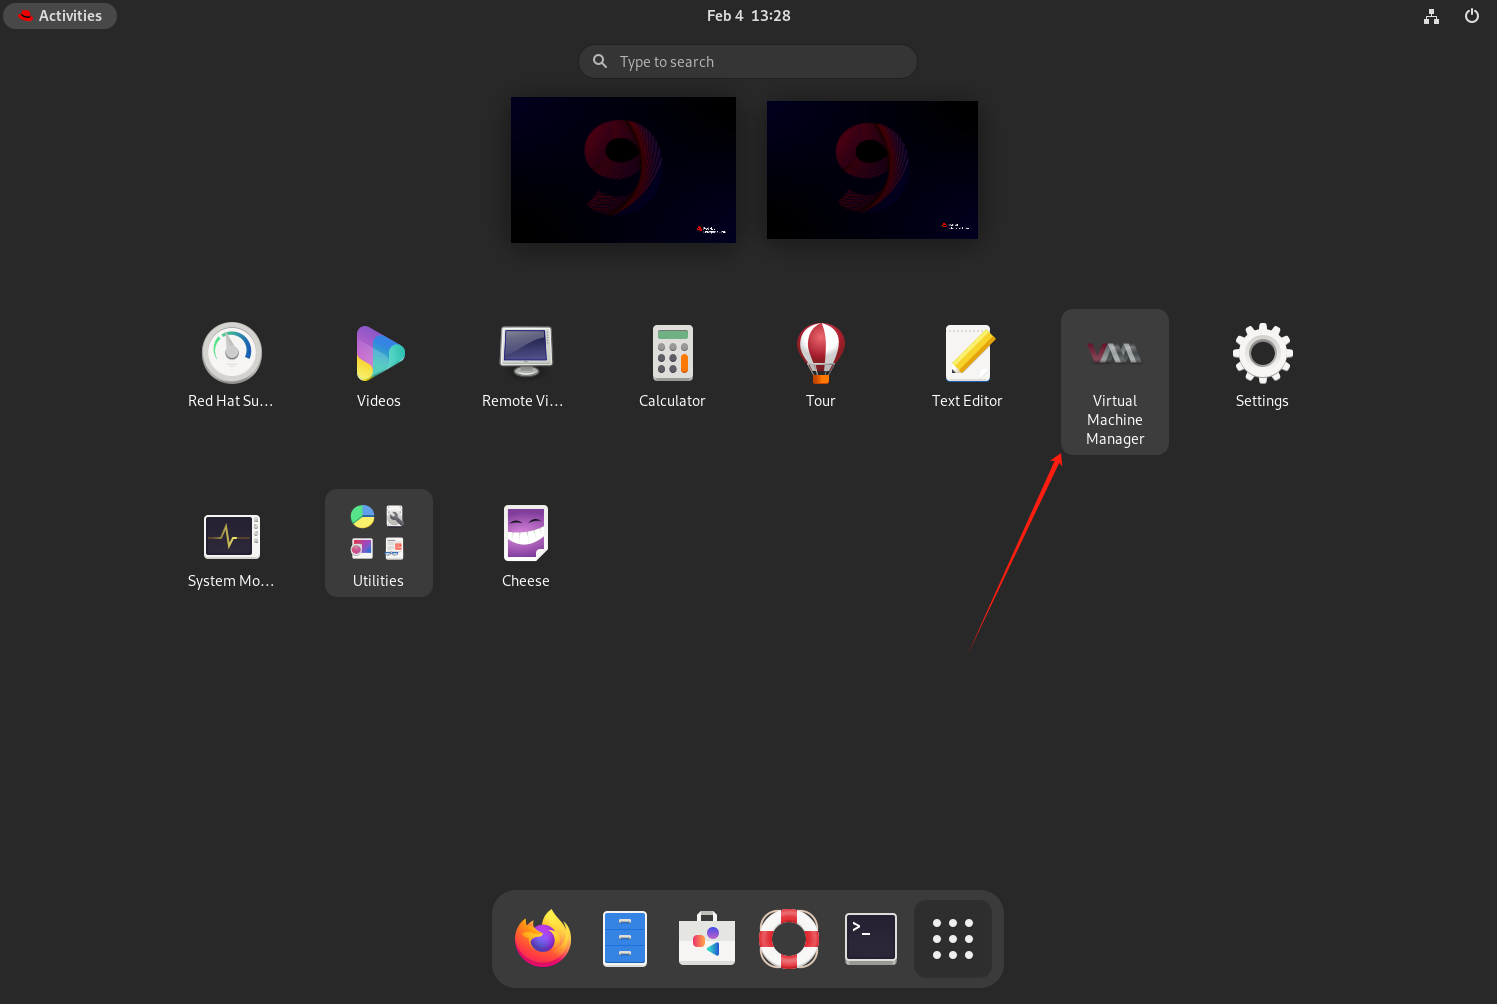 Activities
Feb 4 13:28
Type to search
Red Hat Su...
Videos
Remote Vi...
Calculator
Tour
Text Editor
Virtual
Machine
Manager
Settings
System Mo...
Utilities
Cheese